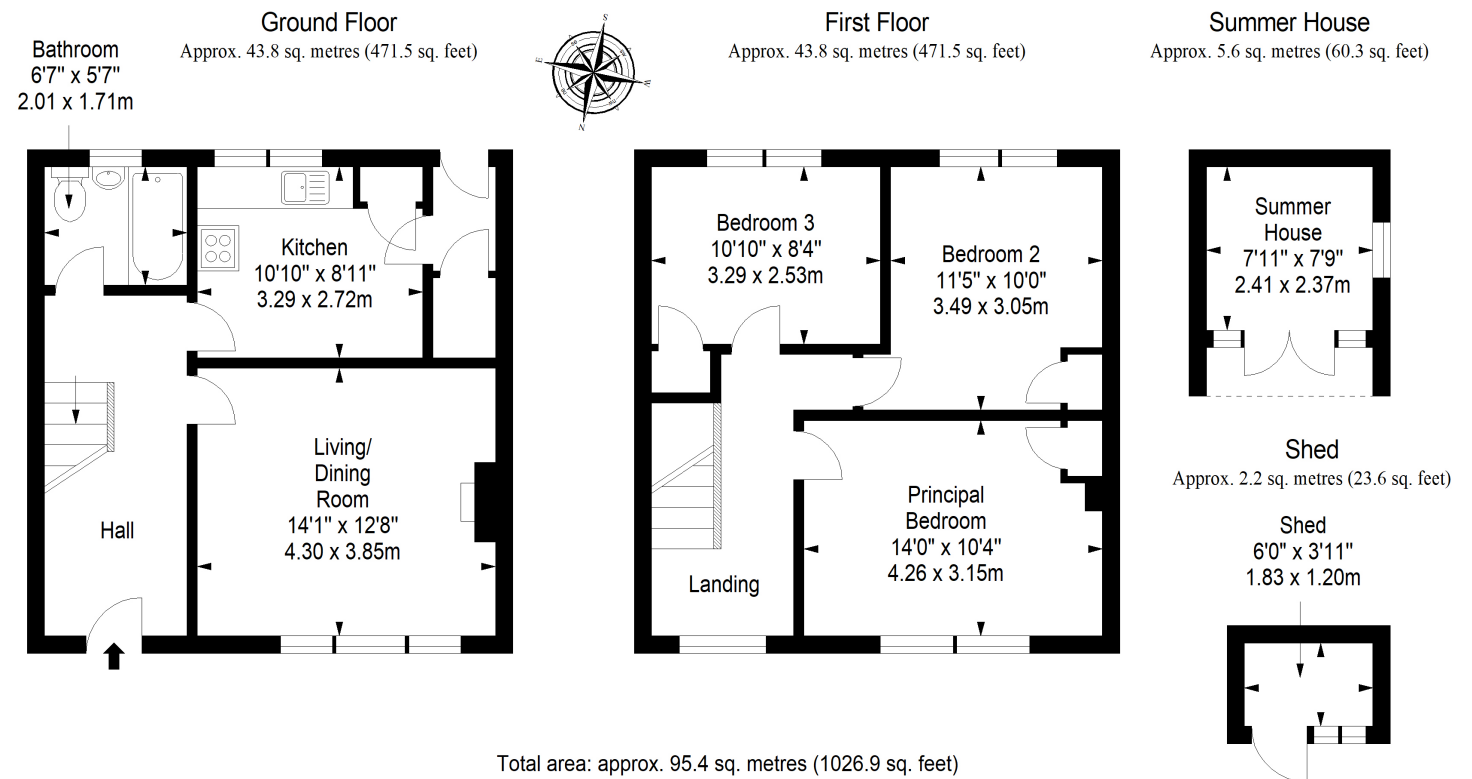 Ground Floor
Approx. 43.8 sq. metres (471.5 sq. feet)
Bathroom
6'7" x 5'7"
2.01 x 1.71m
Kitchen
10'10" x 8'11"
3.29 x 2.72m
Living/
Dining
Room
14'1" x 12'8"
4.30 x 3.85m
Hall
S
E
W
N
First Floor
Approx. 43.8 sq. metres (471.5 sq. feet)
Bedroom 3
10'10" x 8'4"
3.29 x 2.53m
Bedroom 2
11'5" x 10'0"
3.49 x 3.05m
Principal
Bedroom
14'0" x 10'4"
4.26 x 3.15m
Landing
Summer House
Approx. 5.6 sq. metres (60.3 sq. feet)
Summer
House
7'11" x 7'9"
2.41 x 2.37m
Shed
Approx. 2.2 sq. metres (23.6 sq. feet)
Shed
6'0" x 3'11"
1.83 x 1.20m
Total area: approx. 95.4 sq. metres (1026.9 sq. feet)